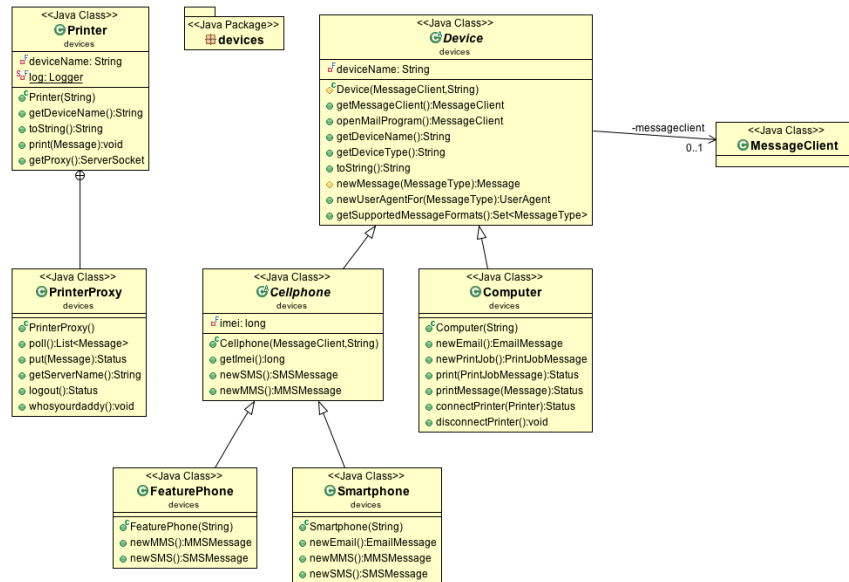 <<Java Class>>
Printer
devices
deviceName: String
log: Logger
Printer(String)
getDeviceName():String
toString():String
print(Message):void
getProxy():ServerSocket
<<Java Package>>
devices
<<Java Class>>
Device
devices
deviceName: String
Device(MessageClient,String)
getMessageClient():MessageClient
openMailProgram():MessageClient
getDeviceName():String
getDeviceType():String
toString():String
newMessage(MessageType):Message
newUserAgentFor(MessageType):UserAgent
getSupportedMessageFormats():Set<MessageType>
-messageclient
0..1
<<Java Class>>
MessageClient
<<Java Class>>
PrinterProxy
devices
PrinterProxy()
poll():List<Message>
put(Message):Status
getServerName():String
logout():Status
whosyourdaddy():void
<<Java Class>>
Cellphone
devices
imei: long
Cellphone(MessageClient,String)
getImei():long
newSMS():SMSMessage
newMMS():MMSMessage
<<Java Class>>
Computer
devices
Computer(String)
newEmail():EmailMessage
newPrintJob():PrintJobMessage
print(PrintJobMessage):Status
printMessage(Message):Status
connectPrinter(Printer):Status
disconnectPrinter():void
<<Java Class>>
FeaturePhone
devices
FeaturePhone(String)
newMMS():MMSMessage
newSMS():SMSMessage
<<Java Class>>
Smartphone
devices
Smartphone(String)
newEmail():EmailMessage
newMMS():MMSMessage
newSMS():SMSMessage